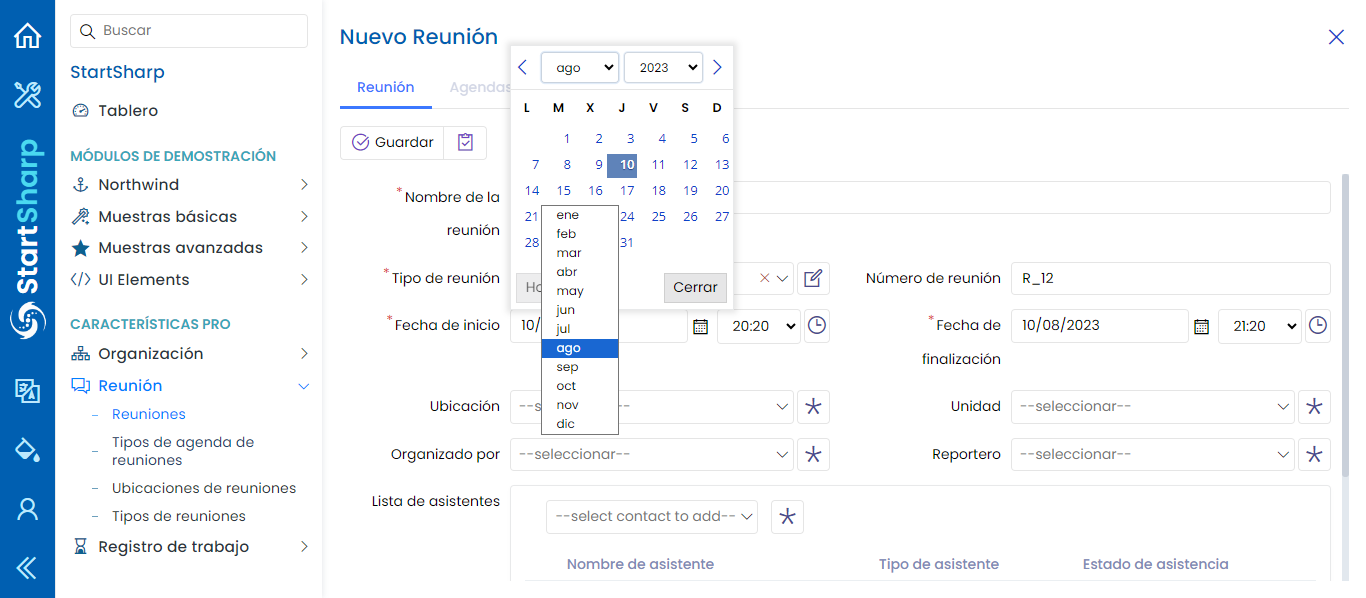 StartSharp
Buscar
StartSharp
Tablero
MÓDULOS DE DEMOSTRACIÓN
Northwind
Muestras básicas
Muestras avanzadas
UI Elements
CARACTERÍSTICAS PRO
Organización
Reunión
Reuniones
Tipos de agenda de
reuniones
Ubicaciones de reuniones
Tipos de reuniones
Registro de trabajo
Nuevo Reunión
Reunión
Agendas
Guardar
ago 2023
L M X J V S D
1 2 3 4 5 6
7 8 9 10 11 12 13
14 15 16 17 18 19 20
21 24 25 26 27
28 31
Cerrar
ene
feb
mar
abr
may
jun
jul
ago
sep
oct
nov
dic
*Nombre de la
reunión
*Tipo de reunión
Número de reunión R_12
*Fecha de inicio 10/ 20:20
*Fecha de
finalización
10/08/2023 21:20
Ubicación
Unidad --seleccionar--
Organizado por --seleccionar--
Reportero --seleccionar--
Lista de asistentes
--select contact to add--
Nombre de asistente Tipo de asistente Estado de asistencia